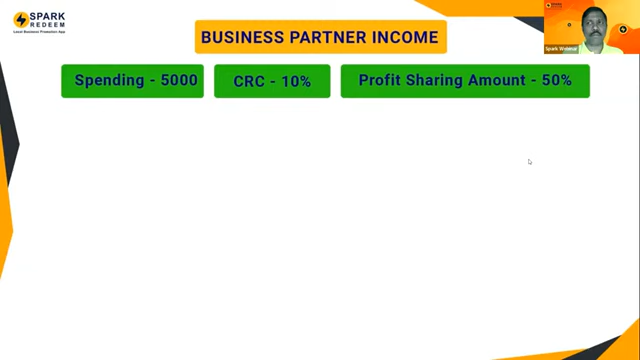 SPARK
REDEEM
Local Business Promotion App
BUSINESS PARTNER INCOME
Spending - 5000
CRC - 10%
Profit Sharing Amount - 50%
Spark Webinar